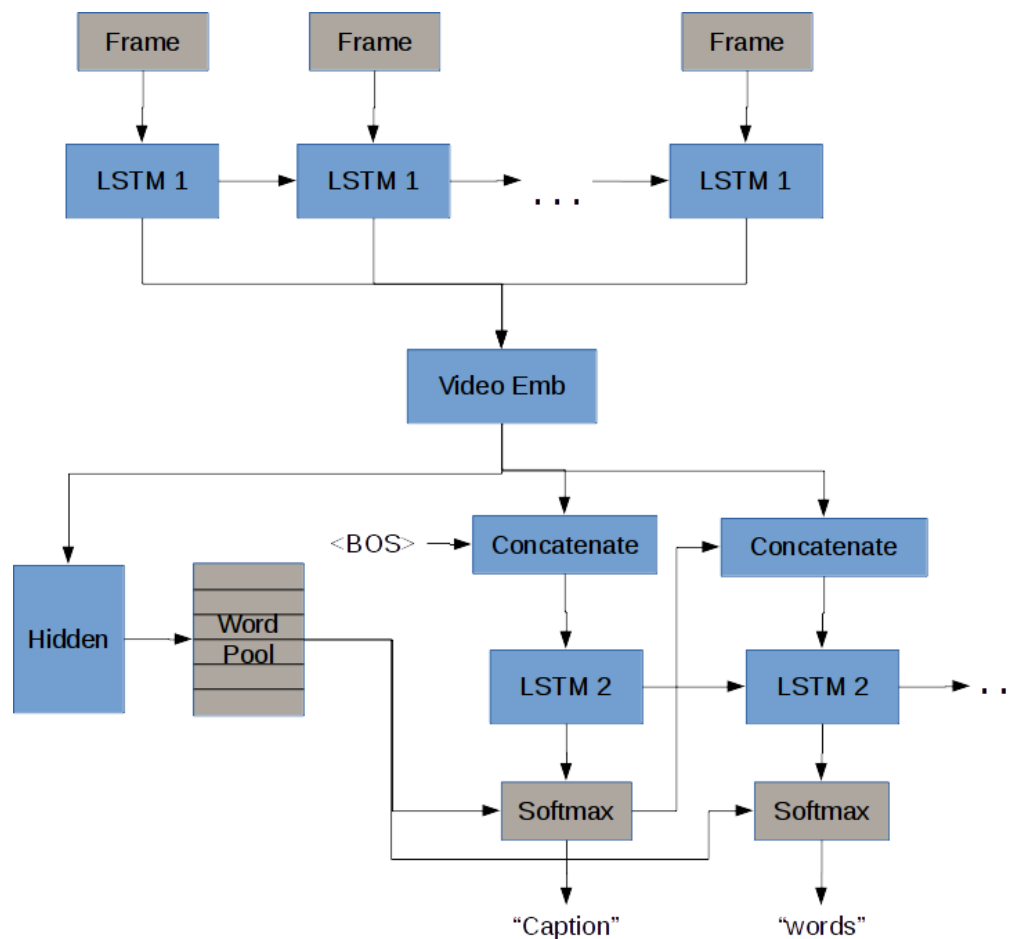 Frame
Frame
Frame
LSTM 1
LSTM 1
. . .
LSTM 1
Video Emb
<BOS>
Concatenate
Concatenate
Hidden
Word
Pool
LSTM 2
LSTM 2
. .
Softmax
Softmax
“Caption”
“words”